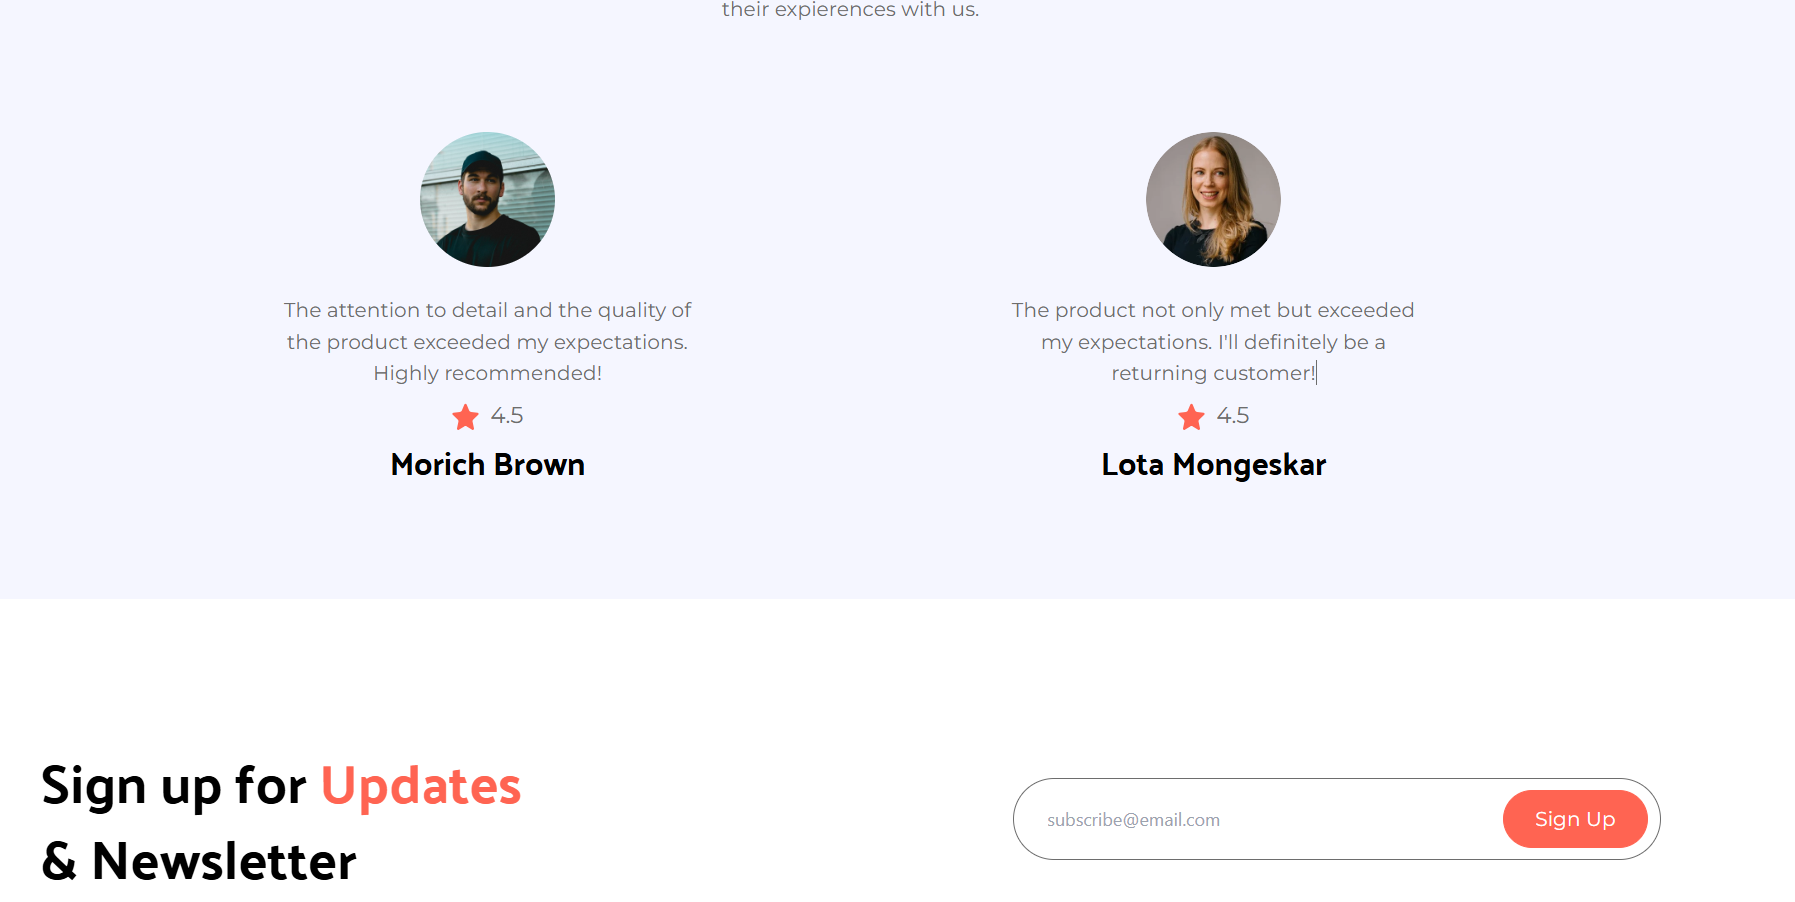 their expierences with us.
The attention to detail and the quality of
the product exceeded my expectations.
Highly recommended!
4.5
Morich Brown
The product not only met but exceeded
my expectations. I'll definitely be a
returning customer!
4.5
Lota Mongeskar
Sign up for Updates
& Newsletter
subscribe@email.com
Sign Up